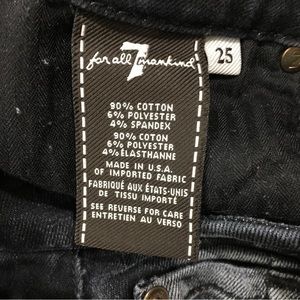 for all 7 mankind
25
90% COTTON
6% POLYESTER
4% SPANDEX
90% COTON
6% POLYESTER
4% ÉLASTHANNE
MADE IN U.S.A.
OF IMPORTED FABRIC
FABRIQUÉ AUX ÉTATS-UNIS
DE TISSU IMPORTÉ
SEE REVERSE FOR CARE
ENTRETIEN AU VERSO